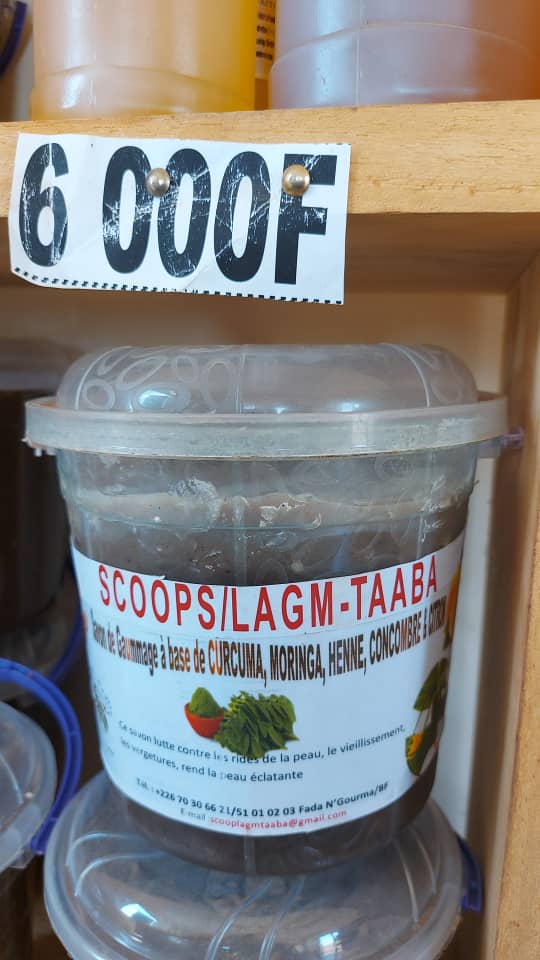 6 000F
SCOOPS/LAGM-TAABA
Savon de Gaummage à base de CURCUMA, MORINGA, HENNE, CONCOMBRE & CITRON
Ce savon lutte contre les rides de la peau, le vieillissement,
les vergetures, rend la peau éclatante
Tél. : +226 70 30 66 21/51 01 02 03 Fada N'Gourma/BF
E-mail :scooplagmtaaba@gmail.com